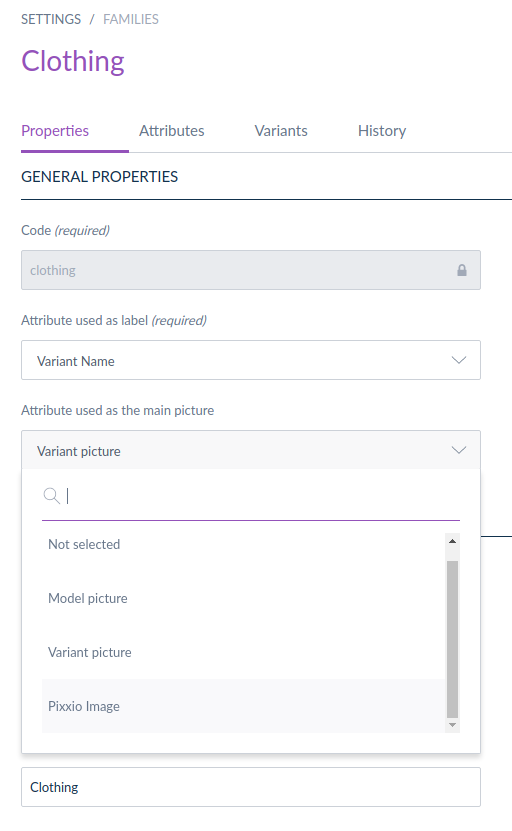 SETTINGS / FAMILIES
Clothing
Properties Attributes Variants History
GENERAL PROPERTIES
Code (required)
clothing
Attribute used as label (required)
Variant Name
Attribute used as the main picture
Variant picture
Not selected
Model picture
Variant picture
Pixxio Image
Clothing